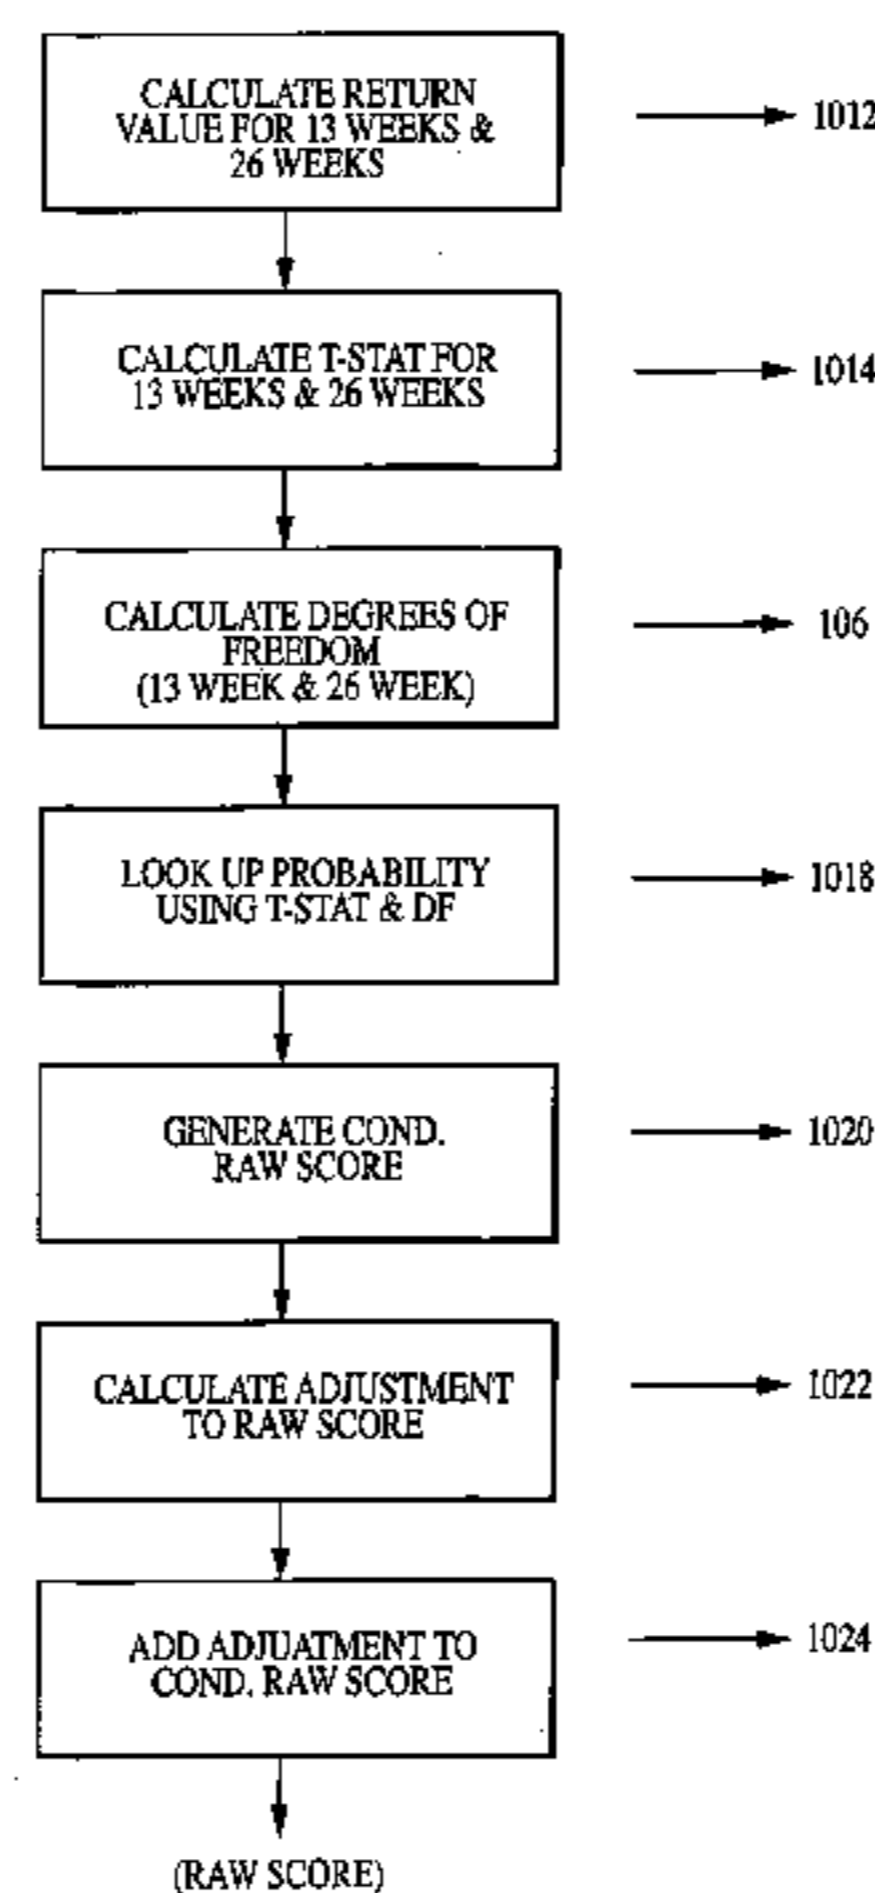 CALCULATE RETURN
VALUE FOR 13 WEEKS &
26 WEEKS
1012
CALCULATE T-STAT FOR
13 WEEKS & 26 WEEKS
1014
CALCULATE DEGREES OF
FREEDOM
(13 WEEK & 26 WEEK)
106
LOOK UP PROBABILITY
USING T-STAT & DF
1018
GENERATE COND.
RAW SCORE
1020
CALCULATE ADJUSTMENT
TO RAW SCORE
1022
ADD ADJUATMENT TO
COND. RAW SCORE
1024
(RAW SCORE)